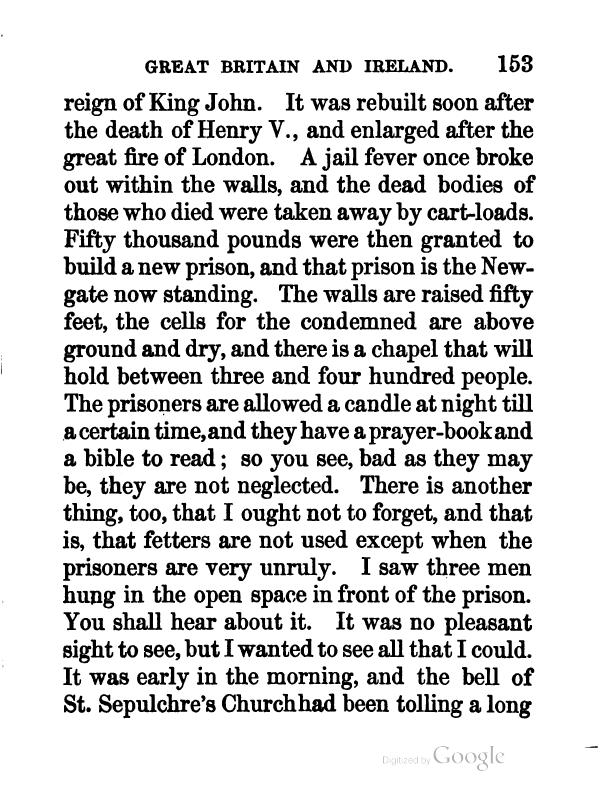 GREAT BRITAIN AND IRELAND. 153
reign of King John. It was rebuilt soon after
the death of Henry V., and enlarged after the
great fire of London. A jail fever once broke
out within the walls, and the dead bodies of
those who died were taken away by cart-loads.
Fifty thousand pounds were then granted to
build a new prison, and that prison is the New-
gate now standing. The walls are raised fifty
feet, the cells for the condemned are above
ground and dry, and there is a chapel that will
hold between three and four hundred people.
The prisoners are allowed a candle at night till
a certain time, and they have a prayer-book and
a bible to read; so you see, bad as they may
be, they are not neglected. There is another
thing, too, that I ought not to forget, and that
is, that fetters are not used except when the
prisoners are very unruly. I saw three men
hung in the open space in front of the prison.
You shall hear about it. It was no pleasant
sight to see, but I wanted to see all that I could.
It was early in the morning, and the bell of
St. Sepulchre's Church had been tolling a long
Digitized by Google